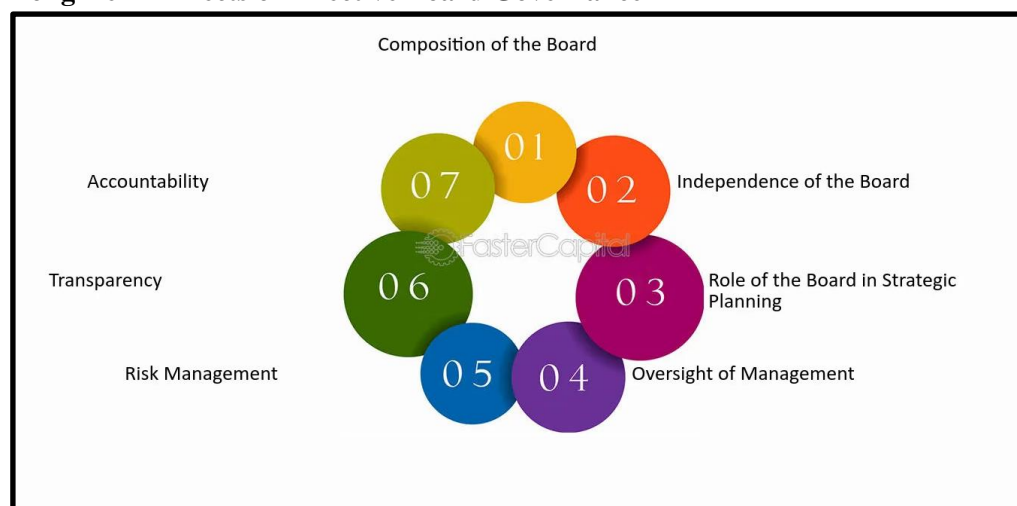 Composition of the Board
01
07
02
Accountability
Independence of the Board
FasterCapital
06
03
Transparency
Role of the Board in Strategic
Planning
05
04
Risk Management
Oversight of Management